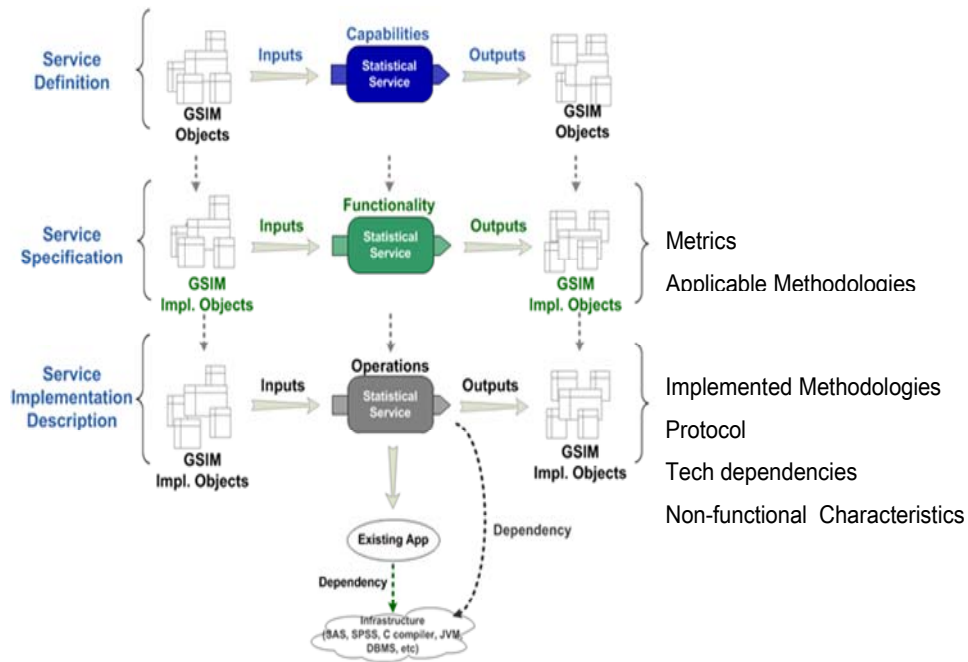 Capabilities
Service
Definition
Inputs
Statistical
Service
Outputs
GSIM
Objects
GSIM
Objects
Functionality
Service
Specification
Inputs
Statistical
Service
Outputs
GSIM
Impl. Objects
GSIM
Impl. Objects
Metrics
Applicable Methodologies
Operations
Service
Implementation
Description
Inputs
Statistical
Service
Outputs
GSIM
Impl. Objects
GSIM
Impl. Objects
Implemented Methodologies
Protocol
Tech dependencies
Non-functional Characteristics
Existing App
Dependency
Dependency
Infrastructure
(SAS, SPSS, C compiler, JVM,
DBMS, etc)